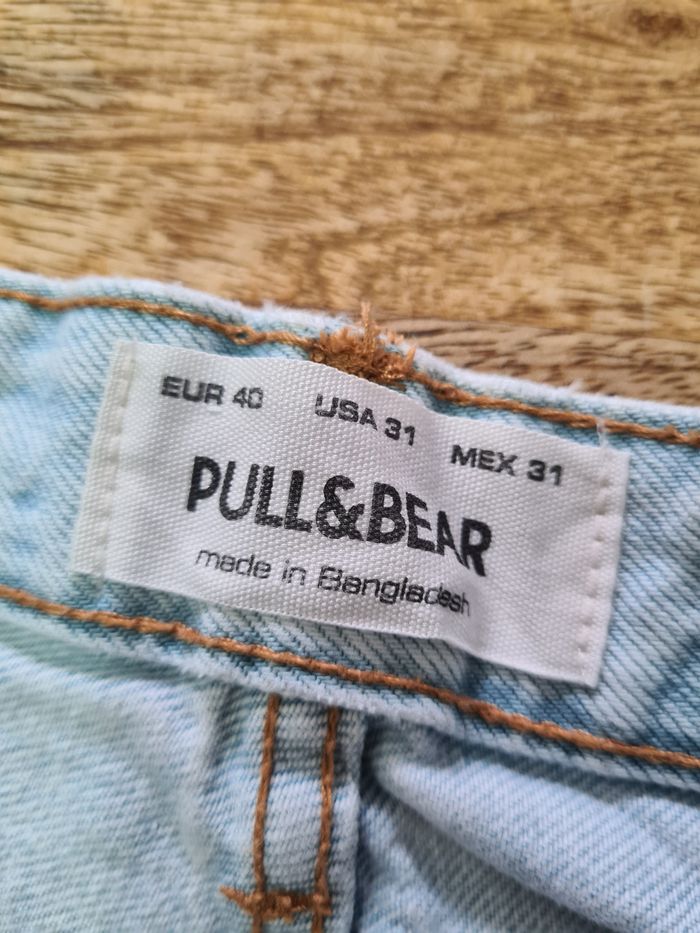 EUR 40 USA 31 MEX 31
PULL&BEAR
made in Bangladesh